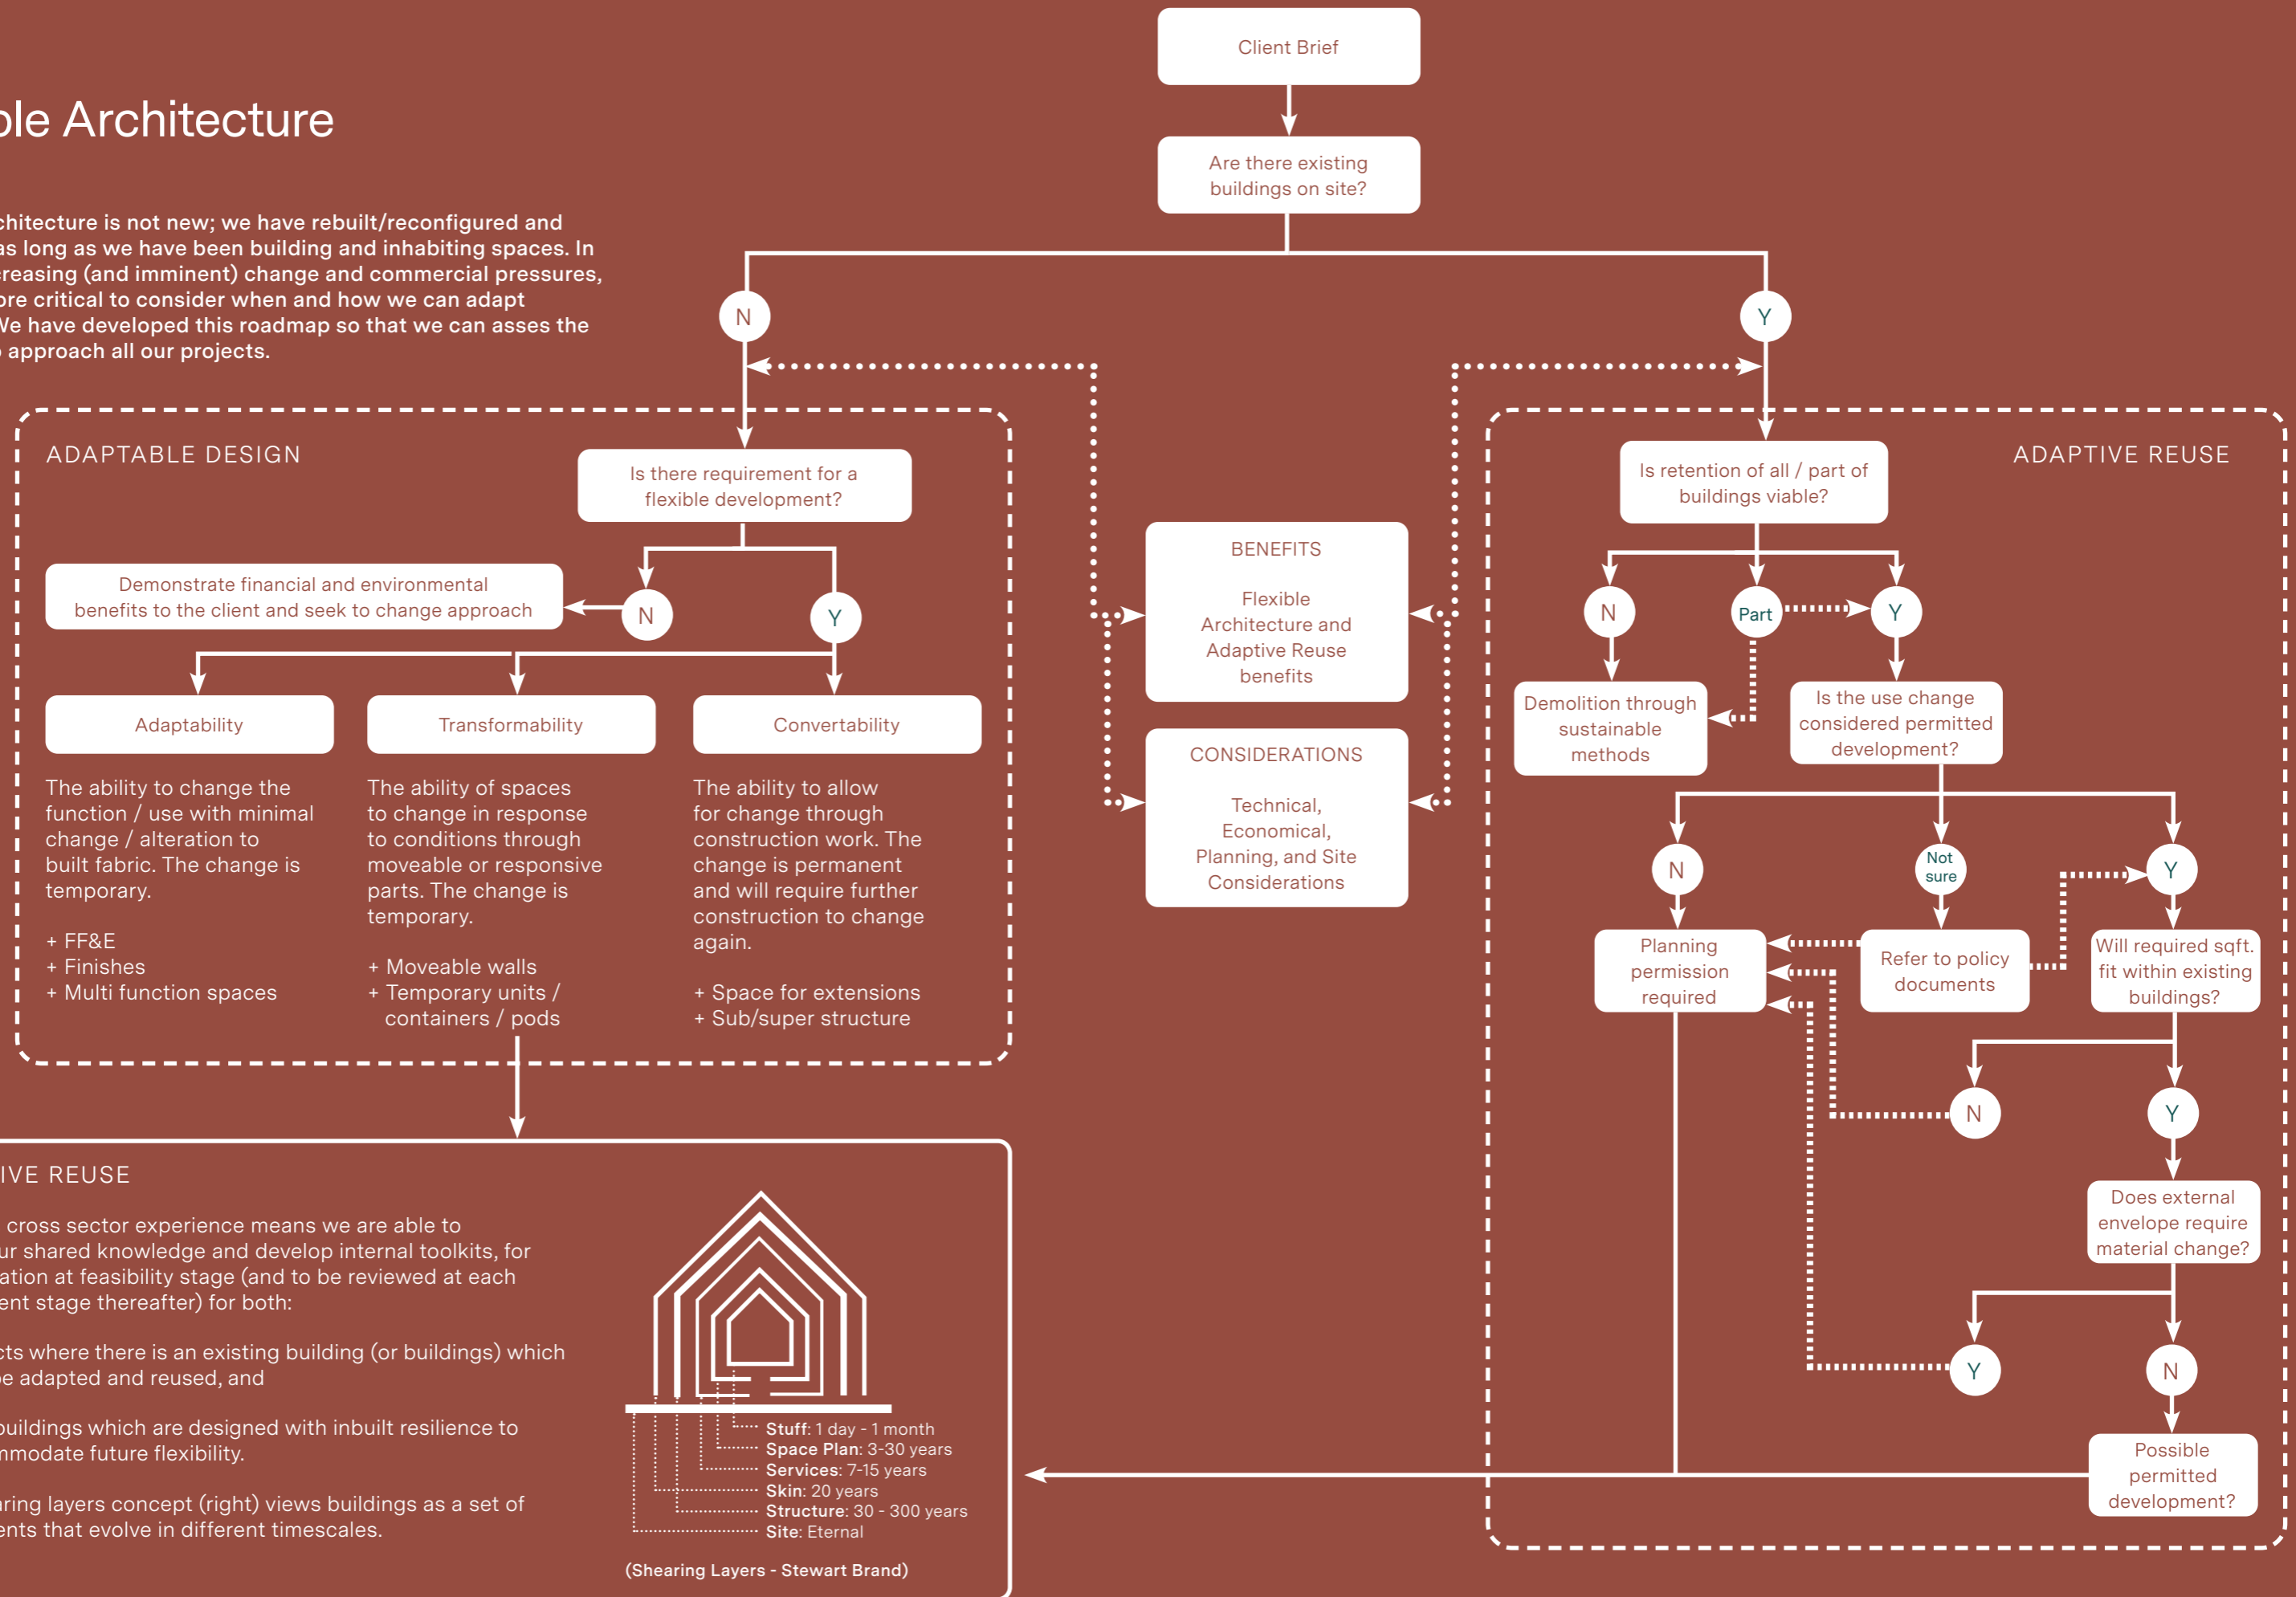 Client Brief
Are there existing
buildings on site?
ble Architecture
chitecture is not new; we have rebuilt/reconfigured and
as long as we have been building and inhabiting spaces. In
creasing (and imminent) change and commercial pressures,
ore critical to consider when and how we can adapt
We have developed this roadmap so that we can asses the
o approach all our projects.
N
Y
ADAPTABLE DESIGN
Is there requirement for a
flexible development?
Demonstrate financial and environmental
benefits to the client and seek to change approach
N
Y
Adaptability
Transformability
Convertability
The ability to change the
function / use with minimal
change / alteration to
built fabric. The change is
temporary.
+ FF&E
+ Finishes
+ Multi function spaces
The ability of spaces
to change in response
to conditions through
moveable or responsive
parts. The change is
temporary.
+ Moveable walls
+ Temporary units /
containers / pods
The ability to allow
for change through
construction work. The
change is permanent
and will require further
construction to change
again.
+ Space for extensions
+ Sub/super structure
BENEFITS
Flexible
Architecture and
Adaptive Reuse
benefits
CONSIDERATIONS
Technical,
Economical,
Planning, and Site
Considerations
ADAPTIVE REUSE
Is retention of all / part of
buildings viable?
N
Part
Y
Demolition through
sustainable
methods
Is the use change
considered permitted
development?
N
Not
sure
Y
Planning
permission
required
Refer to policy
documents
Will required sqft.
fit within existing
buildings?
N
Y
Does external
envelope require
material change?
Y
N
Possible
permitted
development?
IVE REUSE
cross sector experience means we are able to
ur shared knowledge and develop internal toolkits, for
ation at feasibility stage (and to be reviewed at each
ent stage thereafter) for both:
cts where there is an existing building (or buildings) which
be adapted and reused, and
buildings which are designed with inbuilt resilience to
mmodate future flexibility.
aring layers concept (right) views buildings as a set of
ents that evolve in different timescales.
Stuff: 1 day - 1 month
Space Plan: 3-30 years
Services: 7-15 years
Skin: 20 years
Structure: 30 - 300 years
Site: Eternal
(Shearing Layers - Stewart Brand)